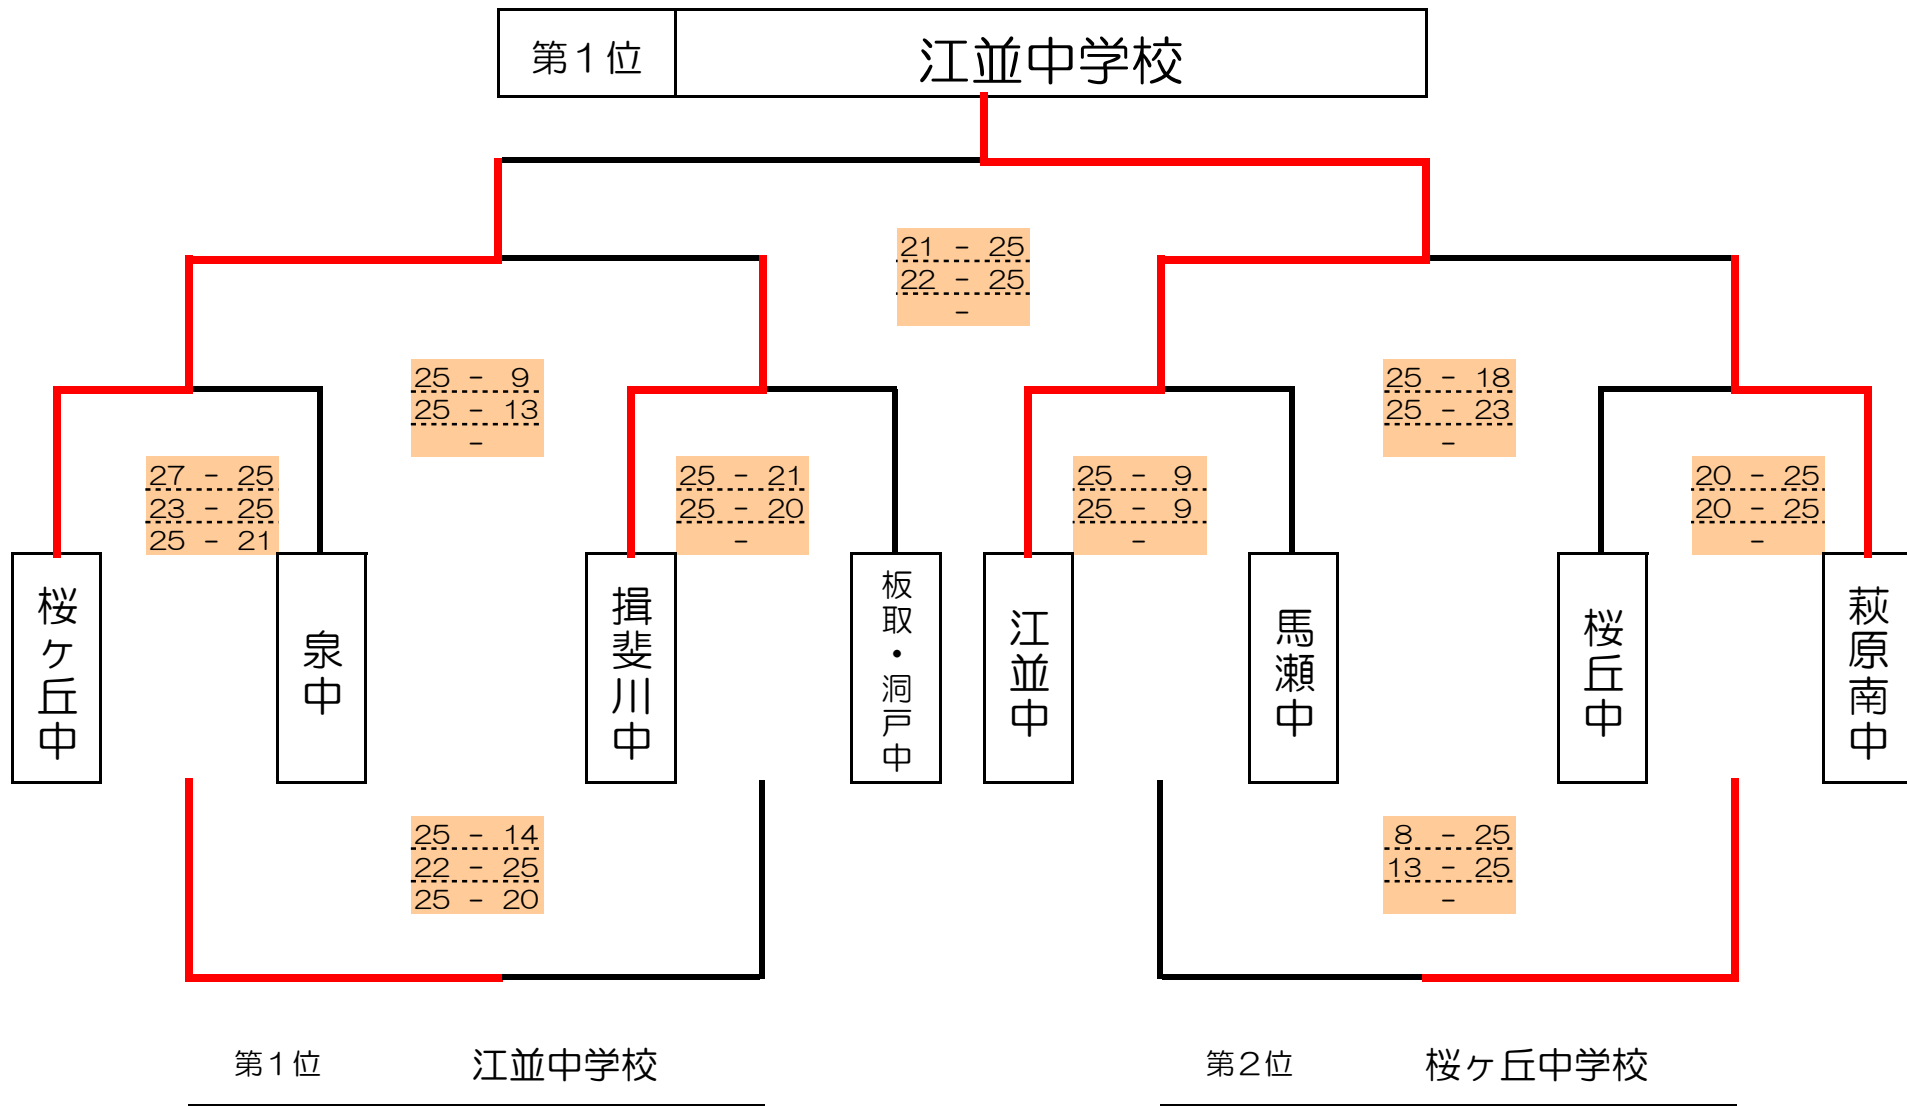 第１位 江並中学校
21 - 25
22 - 25
-
25 - 9
25 - 13
-
25 - 18
25 - 23
-
27 - 25
23 - 25
25 - 21
25 - 21
25 - 20
-
25 - 9
25 - 9
-
20 - 25
20 - 25
-
桜ヶ丘中
泉中
揖斐川中
板取・洞戸中
江並中
馬瀬中
桜丘中
萩原南中
25 - 14
22 - 25
25 - 20
8 - 25
13 - 25
-
第１位 江並中学校
第２位 桜ヶ丘中学校